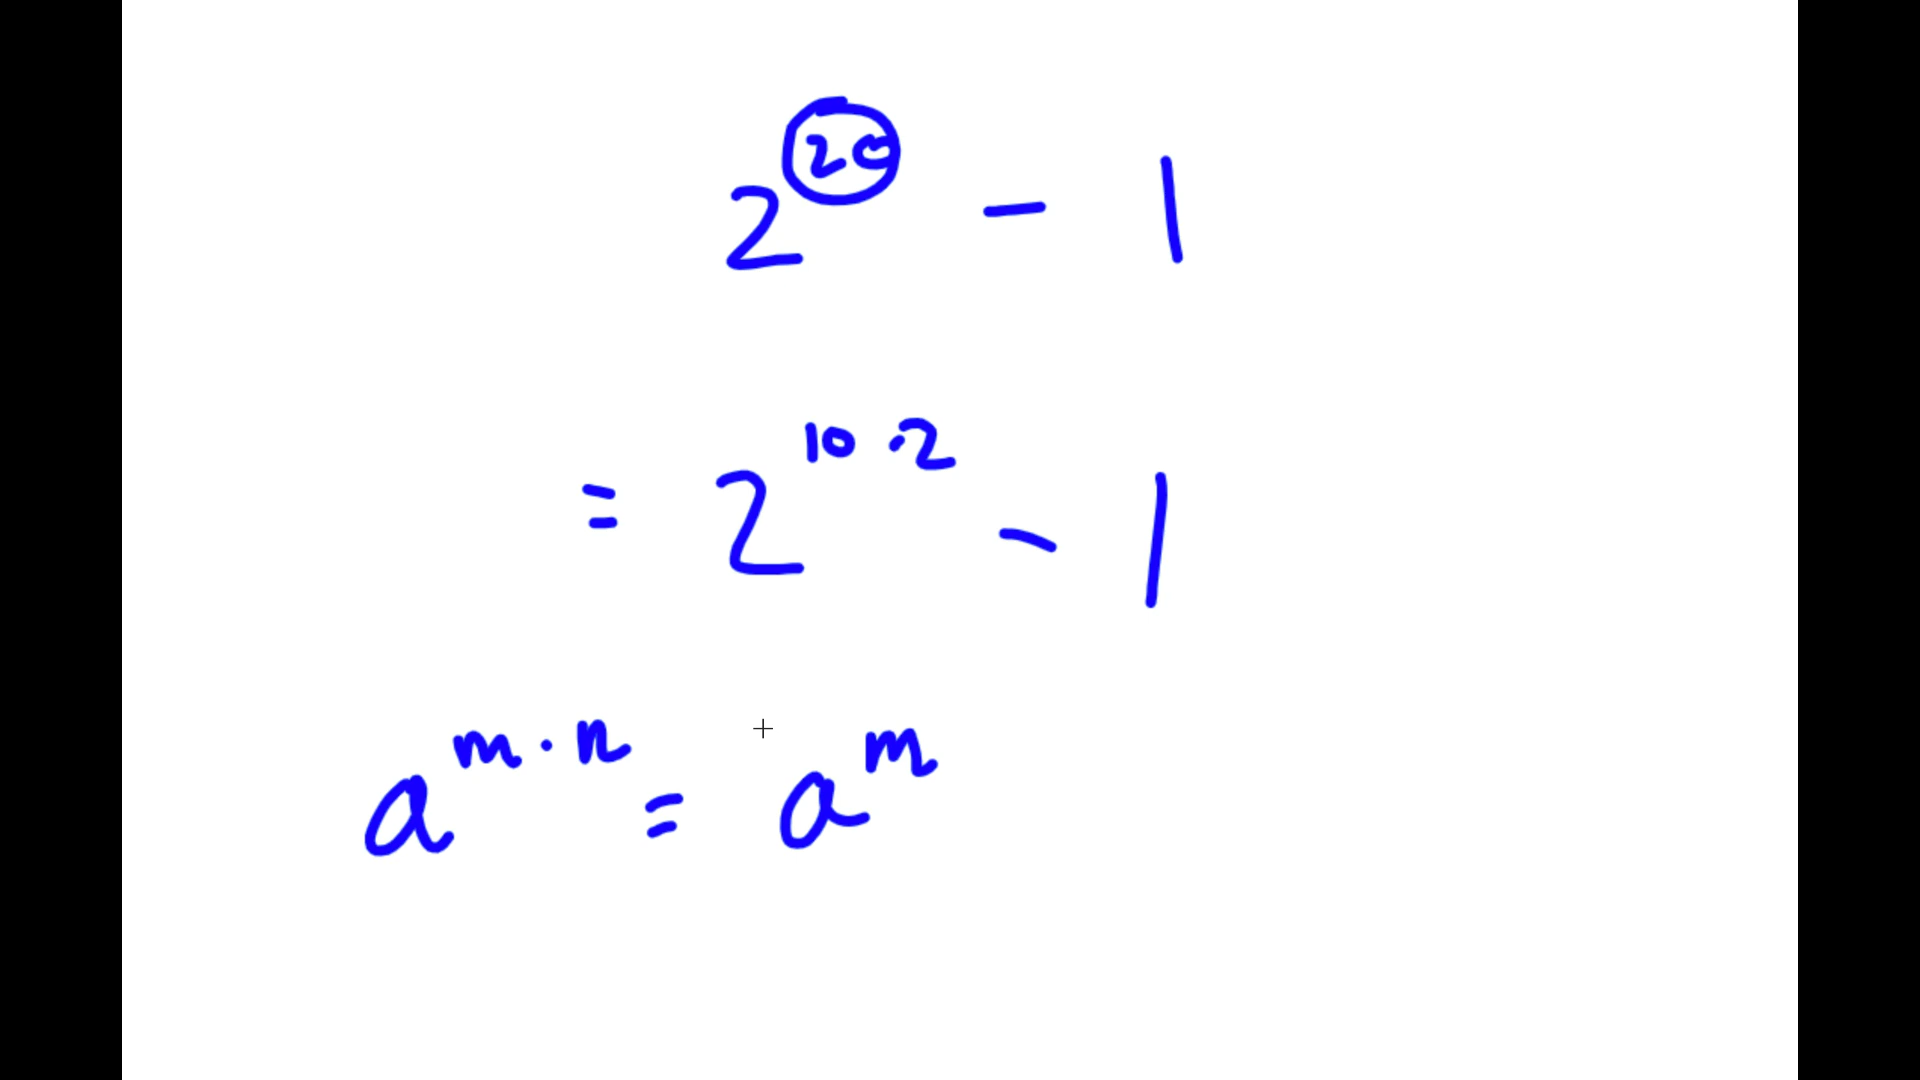 2^20 - 1
= 2^10·2 - 1
a^m·n = a^m